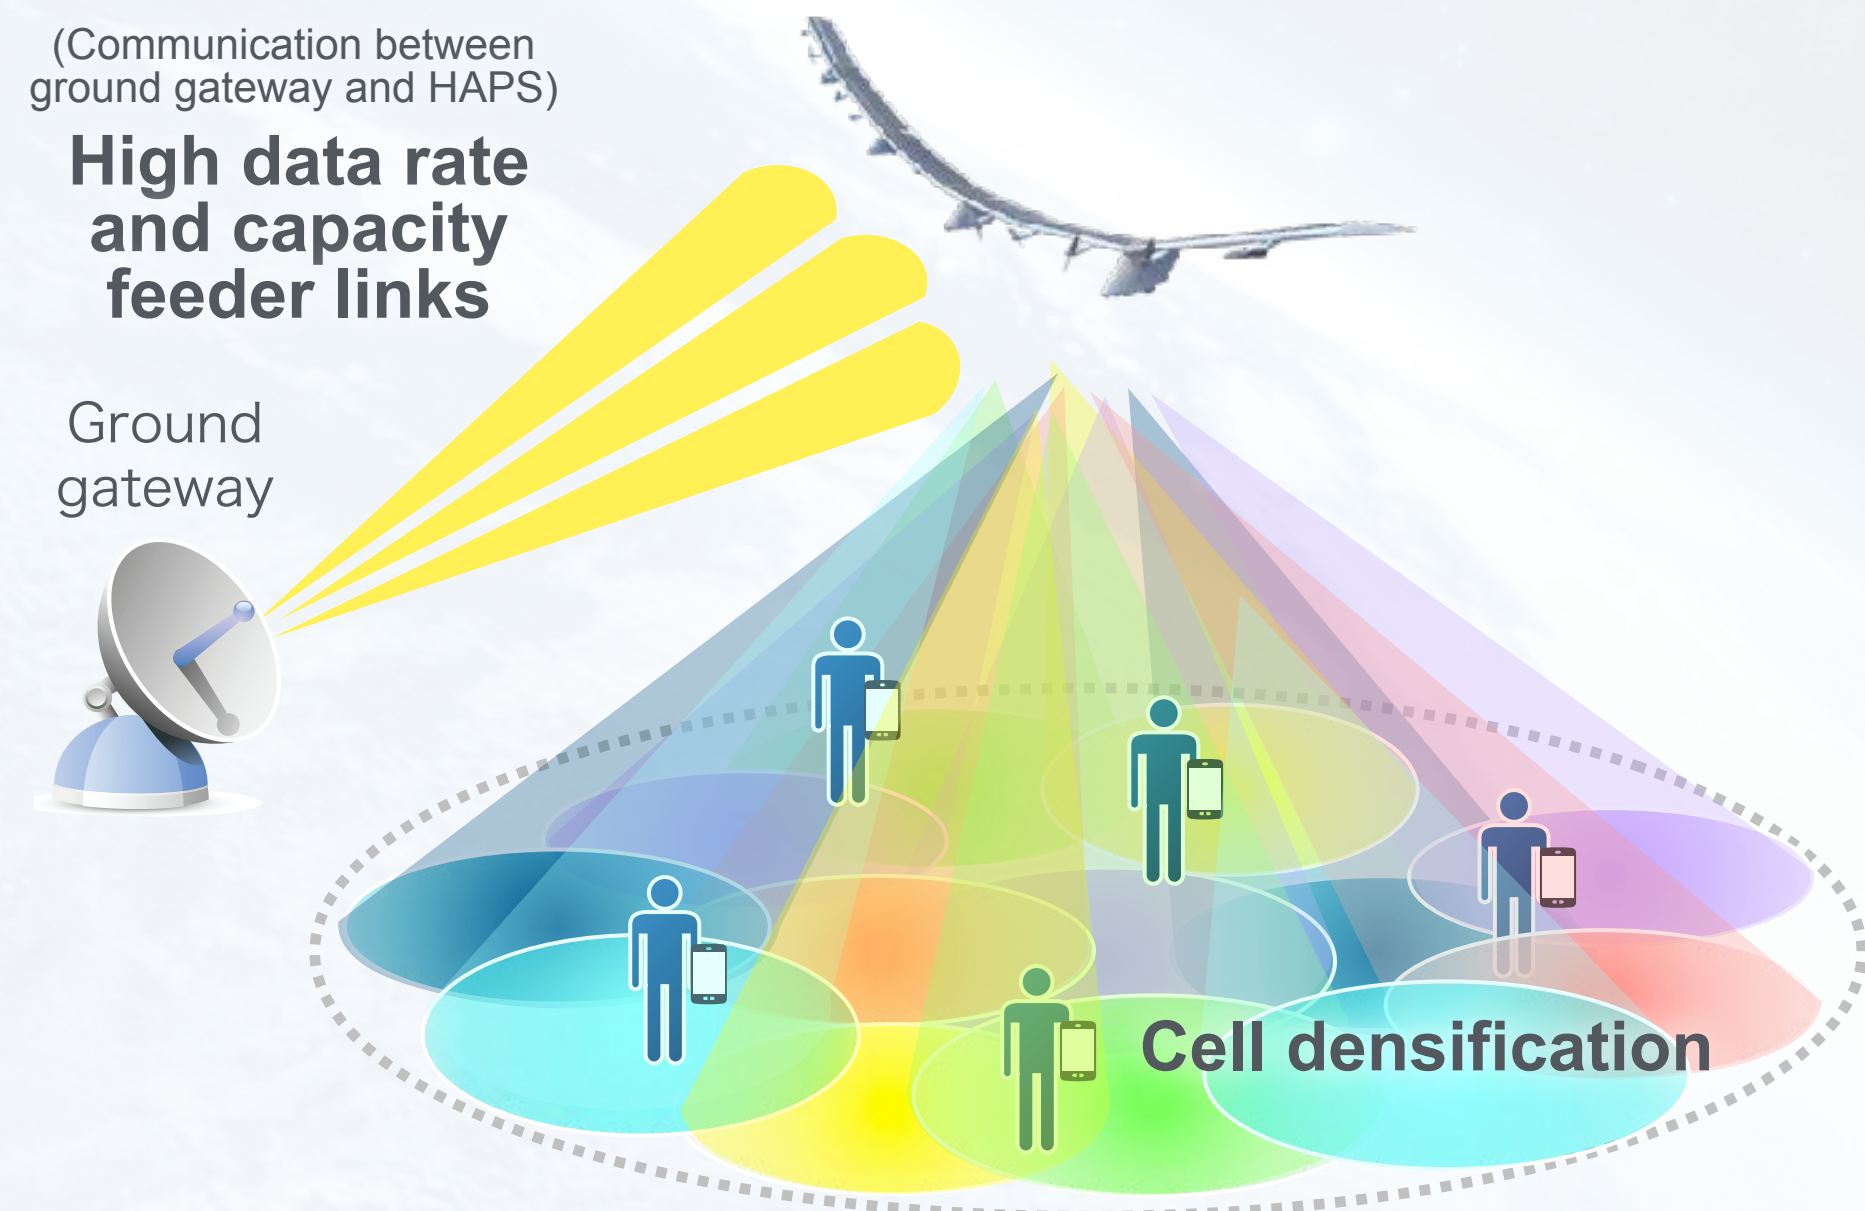 (Communication between
ground gateway and HAPS)
High data rate
and capacity
feeder links
Ground
gateway
Cell densification